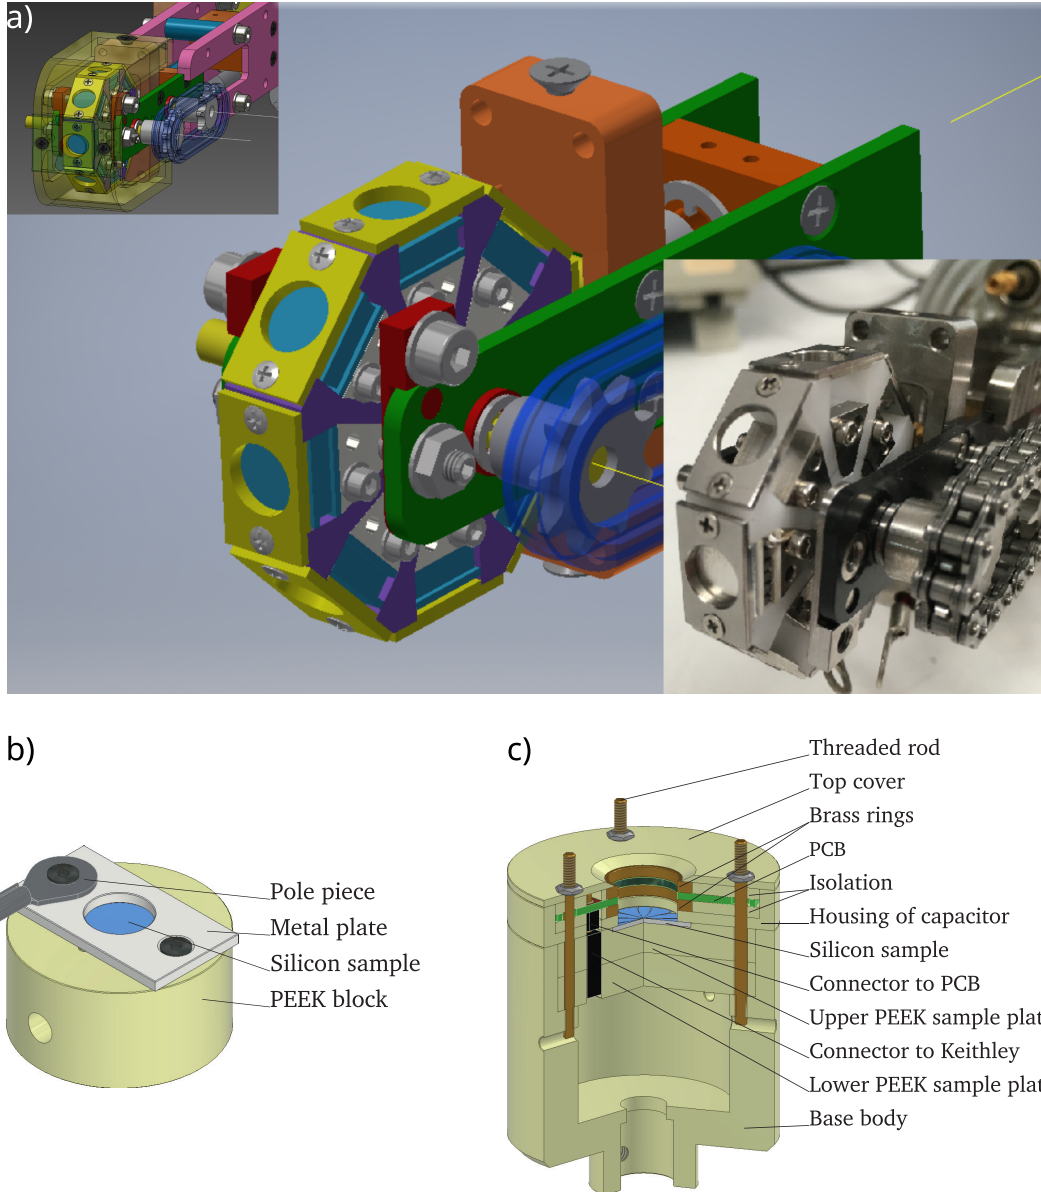 a)
b)
c)
Pole piece
Metal plate
Silicon sample
PEEK block
Threaded rod
Top cover
Brass rings
PCB
Isolation
Housing of capacitor
Silicon sample
Connector to PCB
Upper PEEK sample plat
Connector to Keithley
Lower PEEK sample plat
Base body